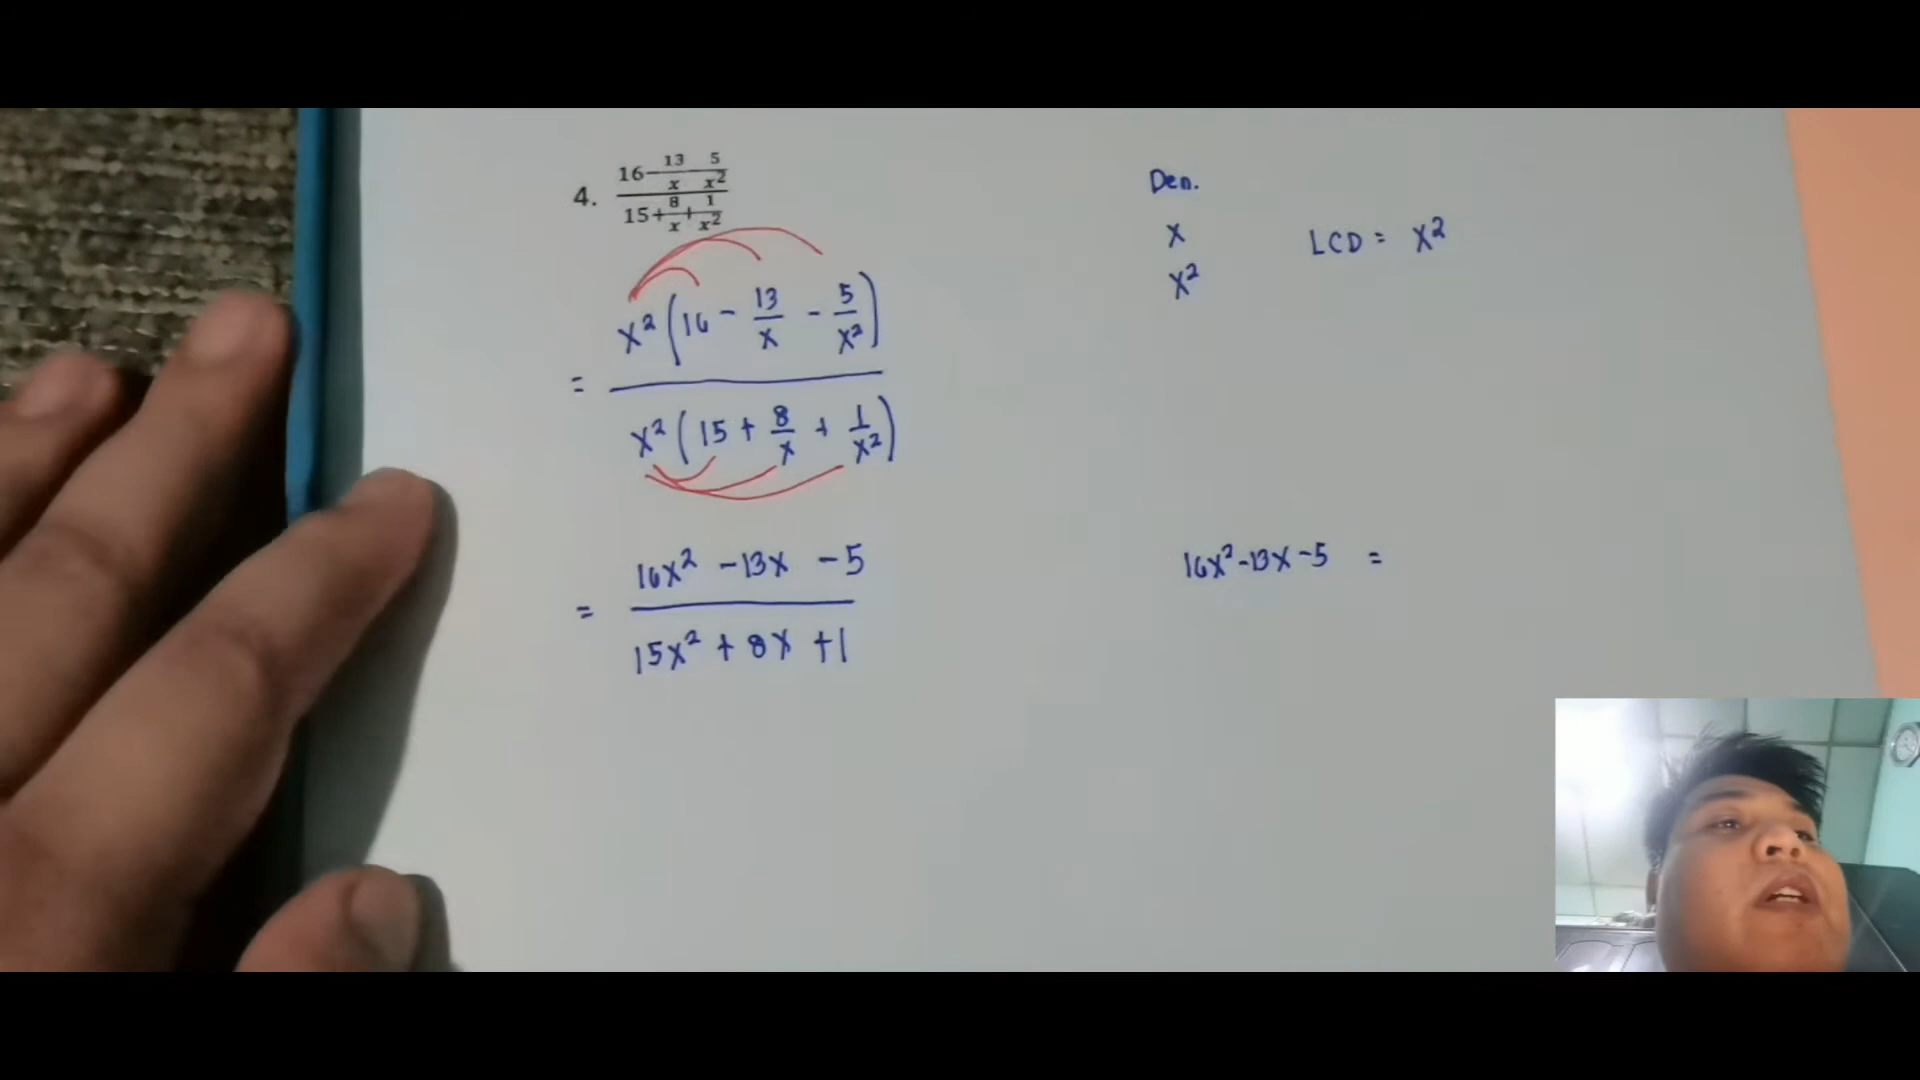 4. (16 - 13/x - 5/x²) / (15 + 8/x + 1/x²)
Den.
x
x²
LCD = x²
= x² (16 - 13/x - 5/x²) / x² (15 + 8/x + 1/x²)
= (16x² - 13x - 5) / (15x² + 8x + 1)
16x² - 13x - 5 =